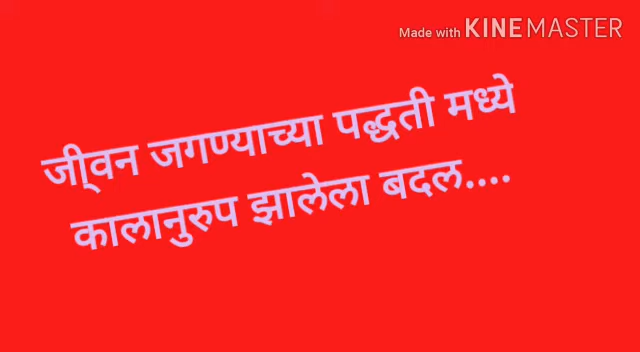 Made with KINEMASTER
जी्वन जगण्याच्या पद्धती मध्ये
कालानुरुप झालेला बदल....